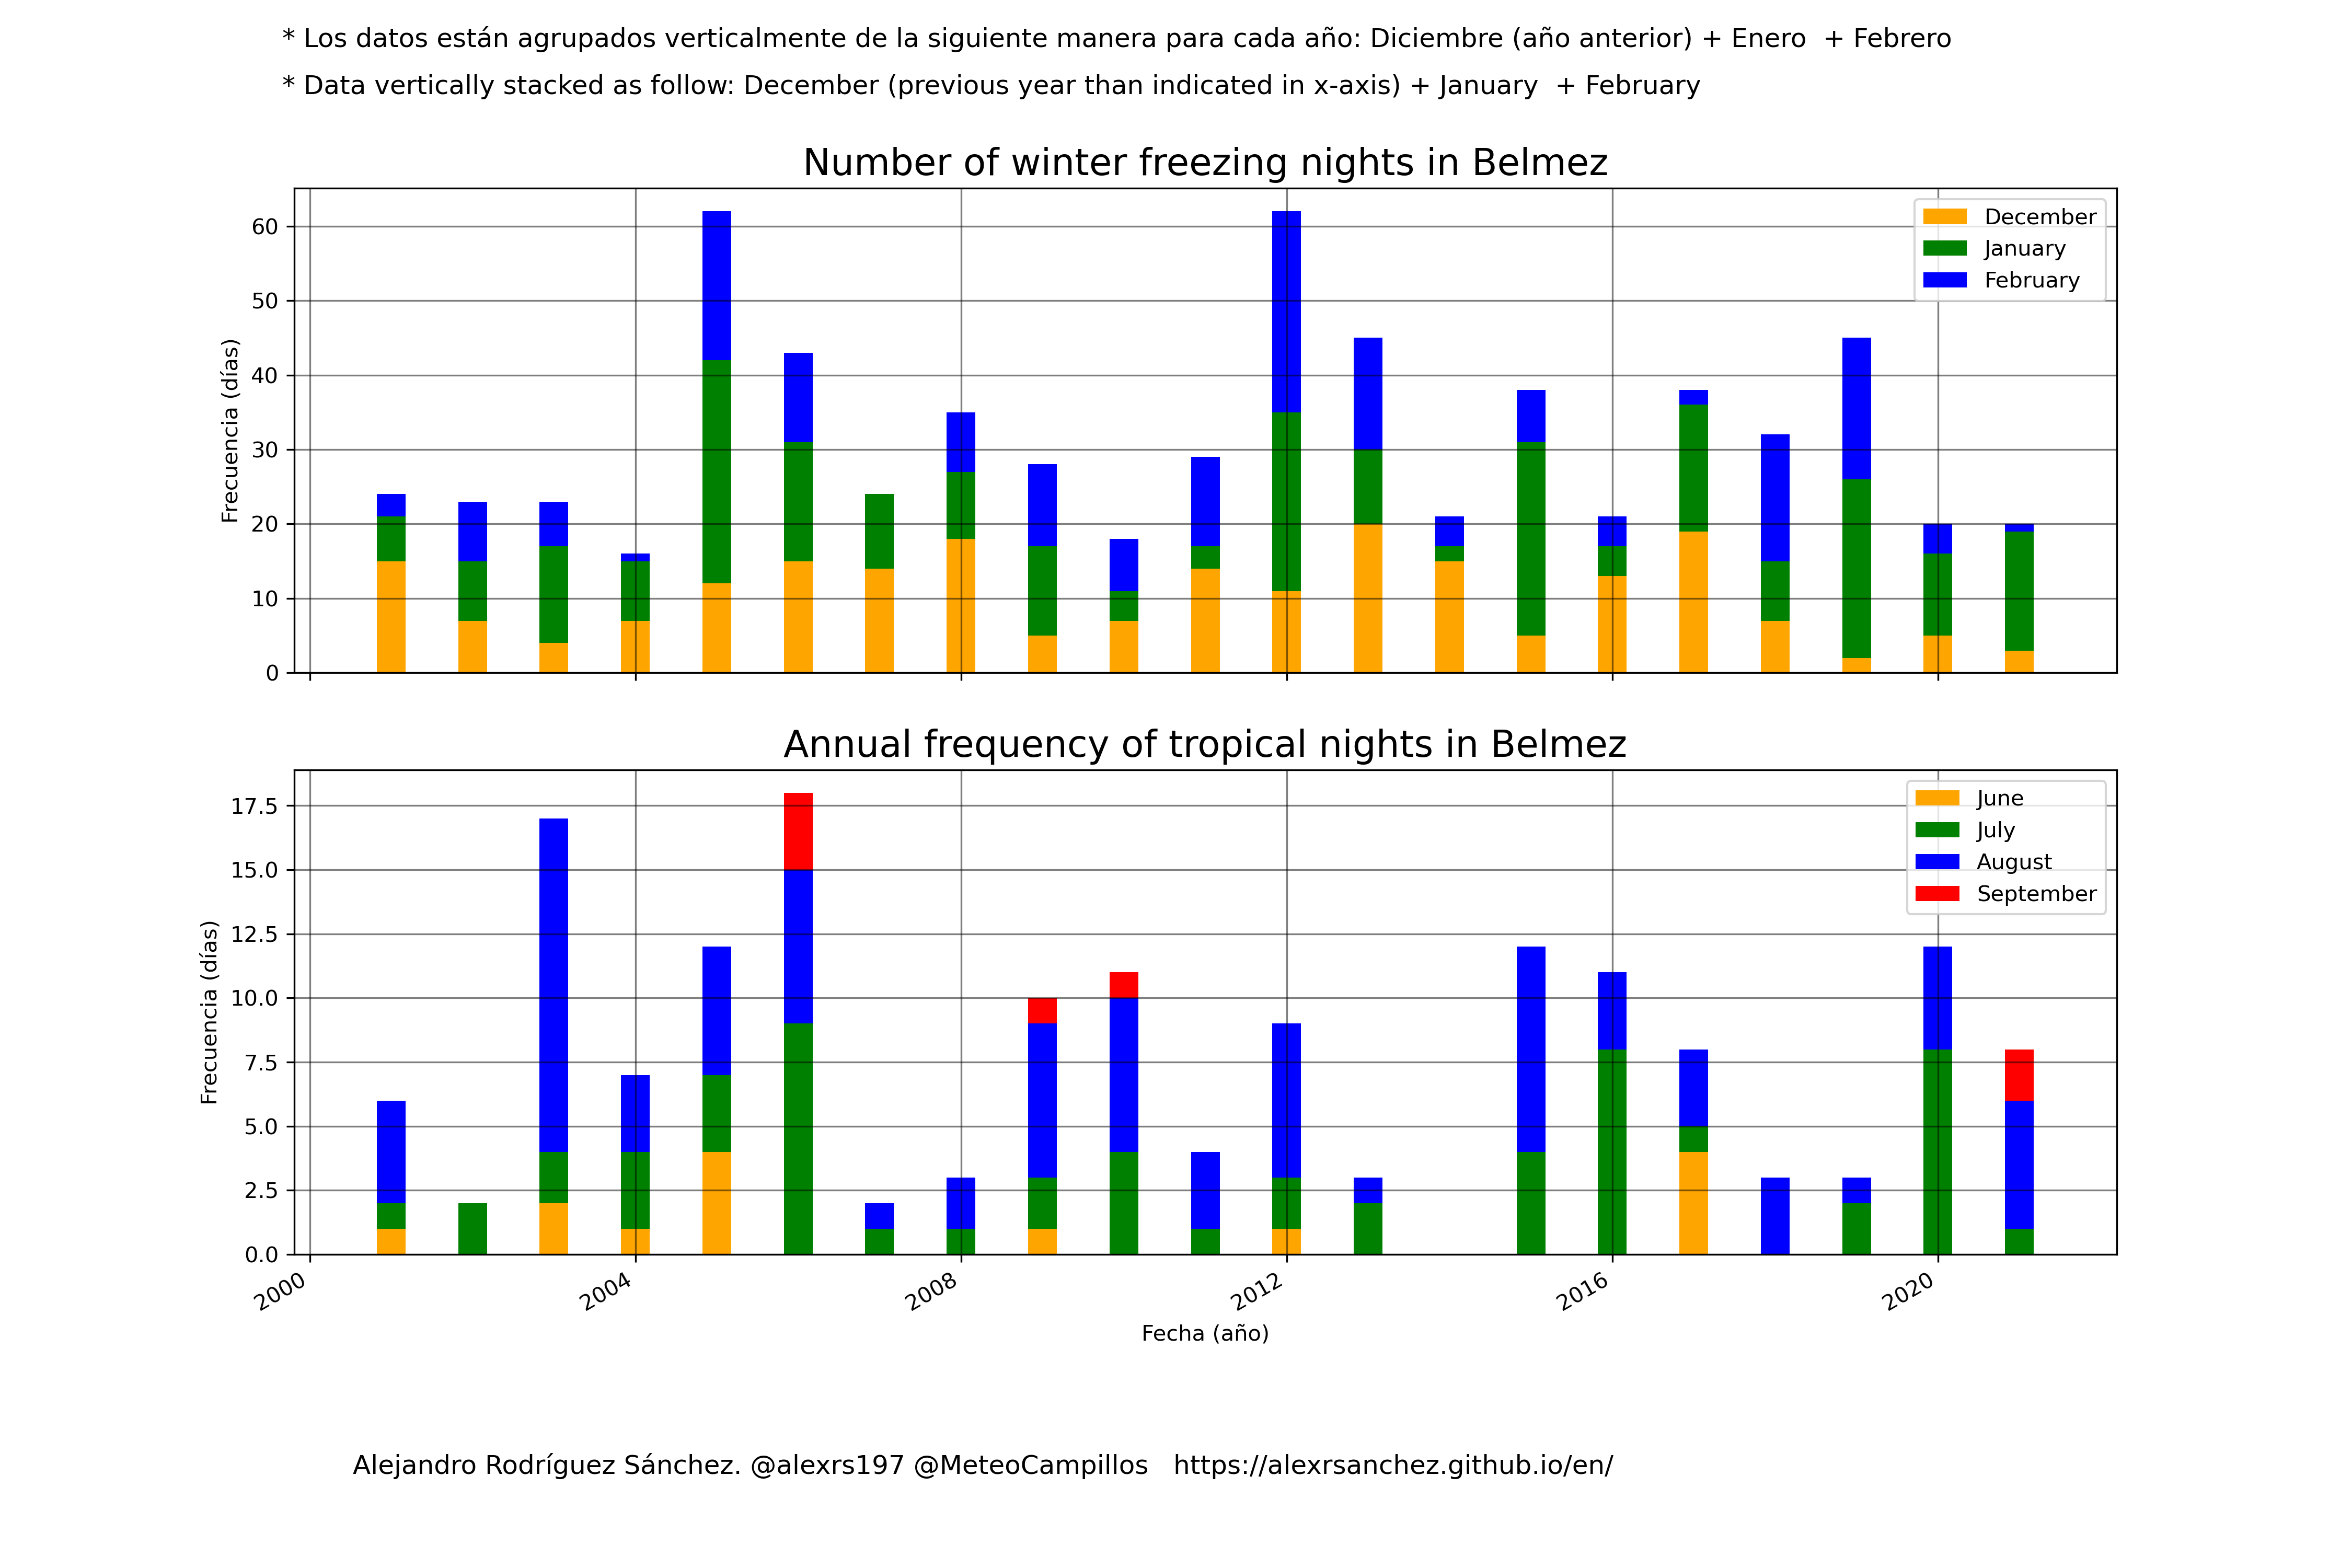 * Los datos están agrupados verticalmente de la siguiente manera para cada año: Diciembre (año anterior) + Enero  + Febrero
* Data vertically stacked as follow: December (previous year than indicated in x-axis) + January  + February
Number of winter freezing nights in Belmez
60
50
40
30
20
10
0
Frecuencia (días)
December
January
February
Annual frequency of tropical nights in Belmez
17.5
15.0
12.5
10.0
7.5
5.0
2.5
0.0
Frecuencia (días)
June
July
August
September
2000
2004
2008
2012
2016
2020
Fecha (año)
Alejandro Rodríguez Sánchez. @alexrs197 @MeteoCampillos   https://alexrsanchez.github.io/en/